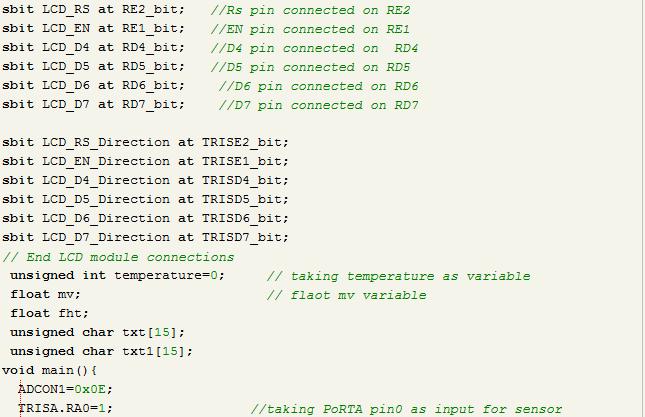 sbit LCD_RS at RE2_bit;   //Rs pin connected on RE2
sbit LCD_EN at RE1_bit;   //EN pin connected on RE1
sbit LCD_D4 at RD4_bit;   //D4 pin connected on  RD4
sbit LCD_D5 at RD5_bit;   //D5 pin connected on RD5
sbit LCD_D6 at RD6_bit;    //D6 pin connected on RD6
sbit LCD_D7 at RD7_bit;    //D7 pin connected on RD7
sbit LCD_RS_Direction at TRISE2_bit;
sbit LCD_EN_Direction at TRISE1_bit;
sbit LCD_D4_Direction at TRISD4_bit;
sbit LCD_D5_Direction at TRISD5_bit;
sbit LCD_D6_Direction at TRISD6_bit;
sbit LCD_D7_Direction at TRISD7_bit;
// End LCD module connections
unsigned int temperature=0;     // taking temperature as variable
float mv;                       // flaot mv variable
float fht;
unsigned char txt[15];
unsigned char txt1[15];
void main(){
ADCON1=0x0E;
TRISA.RA0=1;                  //taking PoRTA pin0 as input for sensor